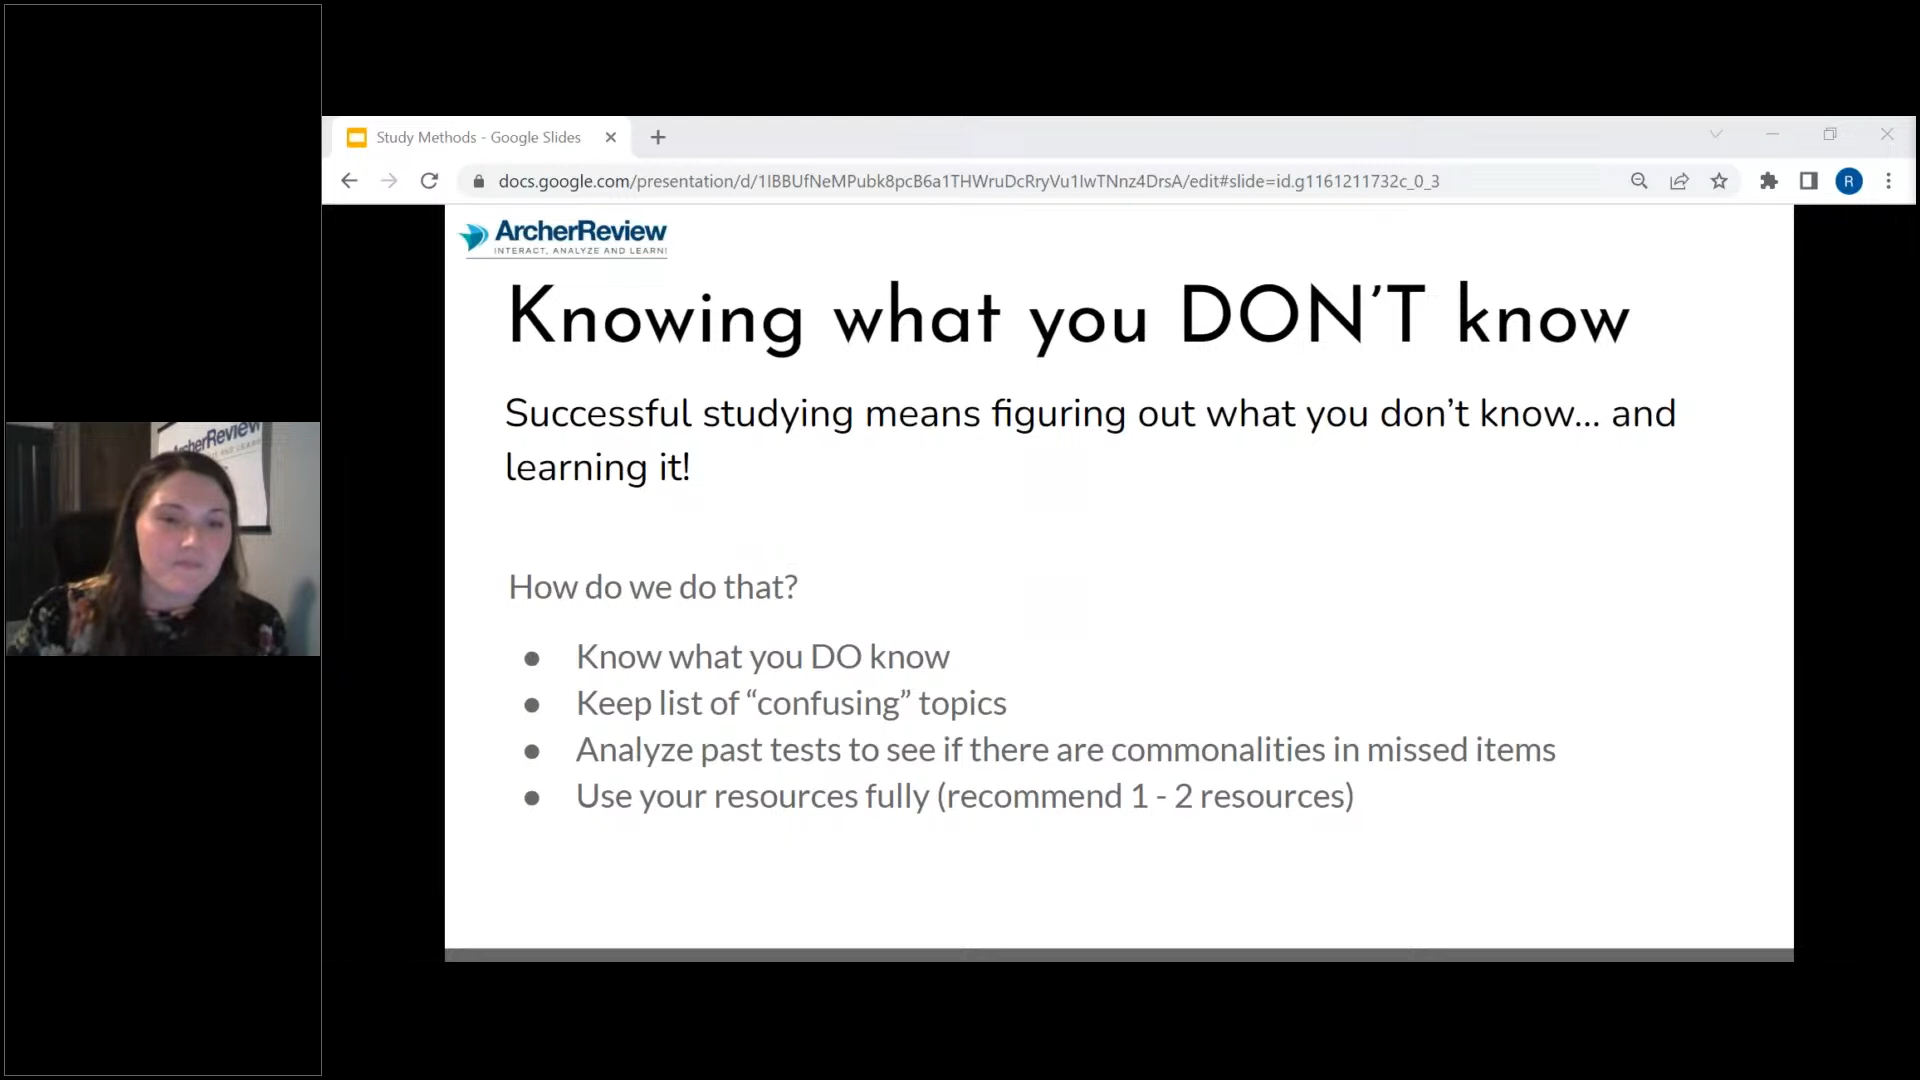 Study Methods - Google Slides
docs.google.com/presentation/d/1IBBUfNeMPubk8pcB6a1THWruDcRryVu1IwTNnz4DrsA/edit#slide=id.g1161211732c_0_3
R
ArcherReview
INTERACT, ANALYZE AND LEARN!
Knowing what you DON’T know
Successful studying means figuring out what you don’t know... and
learning it!
ArcherReview
How do we do that?
● Know what you DO know
● Keep list of “confusing” topics
● Analyze past tests to see if there are commonalities in missed items
● Use your resources fully (recommend 1 - 2 resources)